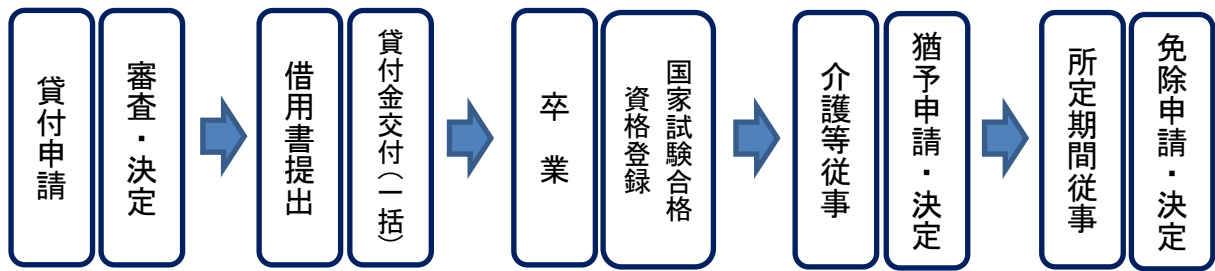 貸付申請
審査・決定
借用書提出
貸付金交付(一括)
卒　業
国家試験合格
資格登録
介護等従事
猶予申請・決定
所定期間従事
免除申請・決定